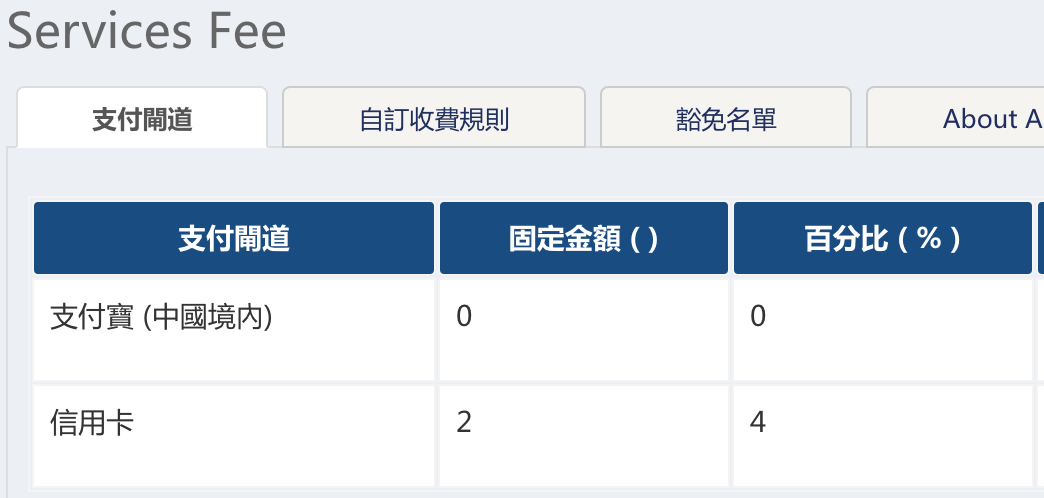 Services Fee
支付閘道 自訂收費規則 豁免名單 About A
支付閘道 固定金額 ( ) 百分比 ( % )
支付寶 (中國境內) 0 0
信用卡 2 4